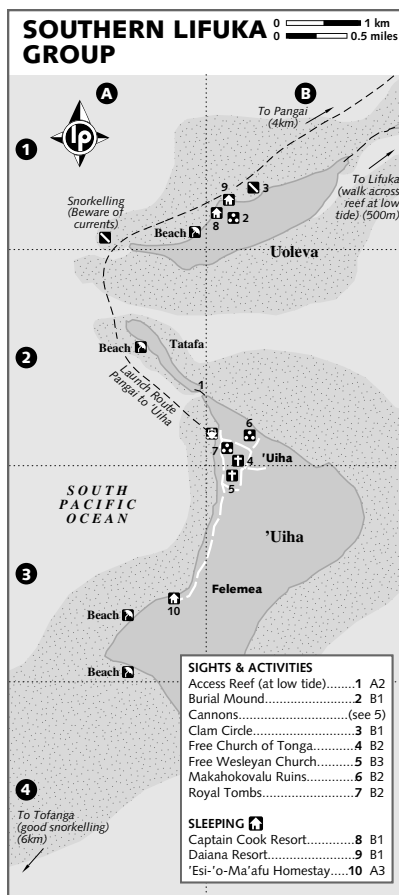 SOUTHERN LIFUKA
GROUP
0 1 km
0 0.5 miles
A
B
lp
To Pangai
(4km)
1
9
3
Snorkelling
(Beware of
currents)
To Lifuka
(walk across
reef at low
tide) (500m)
8
2
Beach
Uoleva
2
Beach
Tatafa
Launch Route
Pangai to 'Uiha
1
6
7
4
'Uiha
5
SOUTH
PACIFIC
OCEAN
'Uiha
3
Felemea
10
Beach
Beach
SIGHTS & ACTIVITIES
Access Reef (at low tide)........1 A2
Burial Mound........................2 B1
Cannons..........................(see 5)
Clam Circle...........................3 B1
Free Church of Tonga............4 B2
Free Wesleyan Church...........5 B3
Makahokovalu Ruins.............6 B2
Royal Tombs.........................7 B2
SLEEPING
Captain Cook Resort..............8 B1
Daiana Resort.......................9 B1
'Esi-'o-Ma'afu Homestay.....10 A3
4
To Tofanga
(good snorkelling)
(6km)